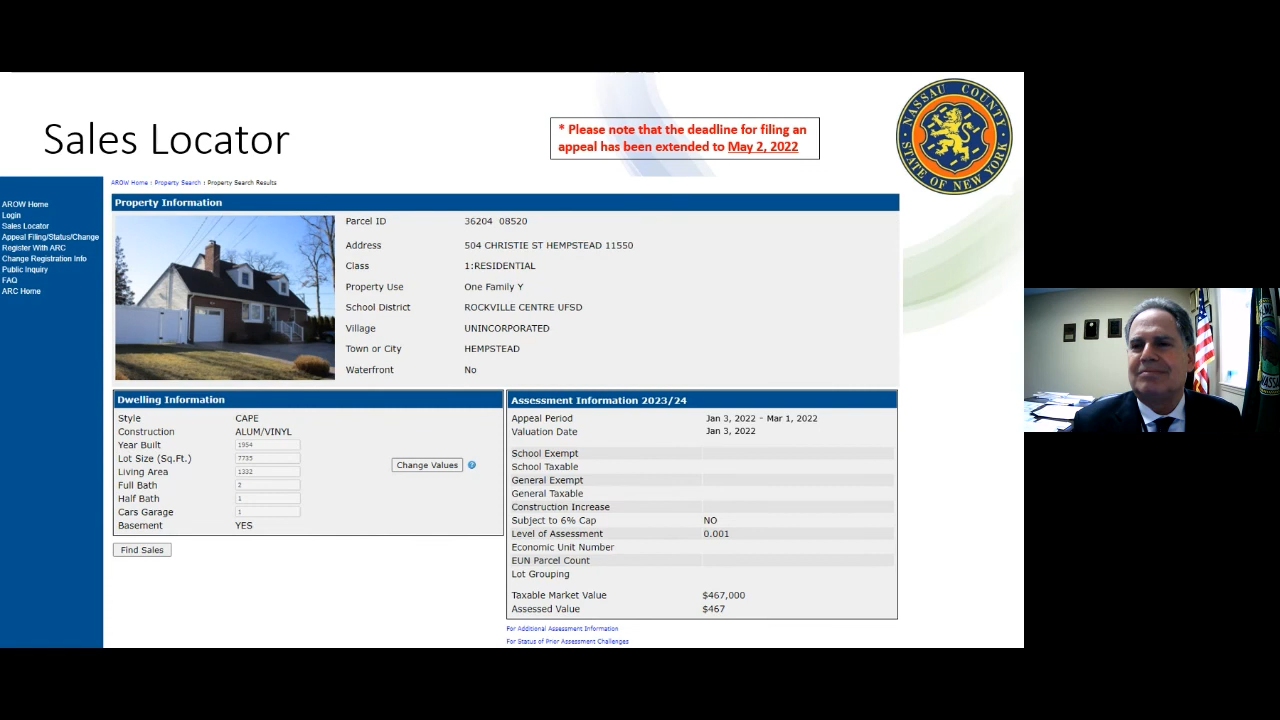 Sales Locator
* Please note that the deadline for filing an
appeal has been extended to May 2, 2022
NASSAU COUNTY
STATE OF NEW YORK
AROW Home : Property Search : Property Search Results
AROW Home
Login
Sales Locator
Appeal Filing/Status/Change
Register With ARC
Change Registration Info
Public Inquiry
FAQ
ARC Home
Property Information
Parcel ID 36204 08520
Address 504 CHRISTIE ST HEMPSTEAD 11550
Class 1:RESIDENTIAL
Property Use One Family Y
School District ROCKVILLE CENTRE UFSD
Village UNINCORPORATED
Town or City HEMPSTEAD
Waterfront No
Dwelling Information
Style CAPE
Construction ALUM/VINYL
Year Built 1954
Lot Size (Sq.Ft.) 7735
Living Area 1332
Full Bath 2
Half Bath 1
Cars Garage 1
Basement YES
Change Values ?
Find Sales
Assessment Information 2023/24
Appeal Period Jan 3, 2022 - Mar 1, 2022
Valuation Date Jan 3, 2022
School Exempt
School Taxable
General Exempt
General Taxable
Construction Increase
Subject to 6% Cap NO
Level of Assessment 0.001
Economic Unit Number
EUN Parcel Count
Lot Grouping
Taxable Market Value $467,000
Assessed Value $467
For Additional Assessment Information
For Status of Prior Assessment Challenges